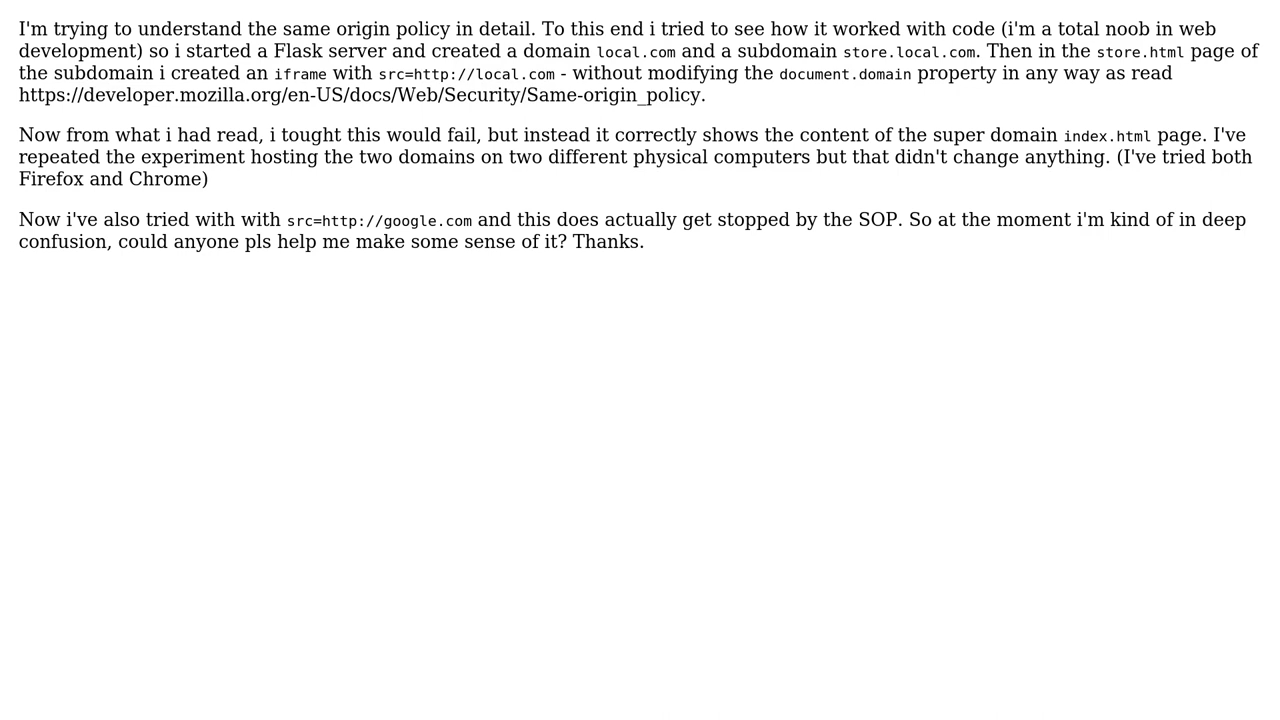 I'm trying to understand the same origin policy in detail. To this end i tried to see how it worked with code (i'm a total noob in web
development) so i started a Flask server and created a domain local.com and a subdomain store.local.com. Then in the store.html page of
the subdomain i created an iframe with src=http://local.com - without modifying the document.domain property in any way as read
https://developer.mozilla.org/en-US/docs/Web/Security/Same-origin_policy.
Now from what i had read, i tought this would fail, but instead it correctly shows the content of the super domain index.html page. I've
repeated the experiment hosting the two domains on two different physical computers but that didn't change anything. (I've tried both
Firefox and Chrome)
Now i've also tried with with src=http://google.com and this does actually get stopped by the SOP. So at the moment i'm kind of in deep
confusion, could anyone pls help me make some sense of it? Thanks.